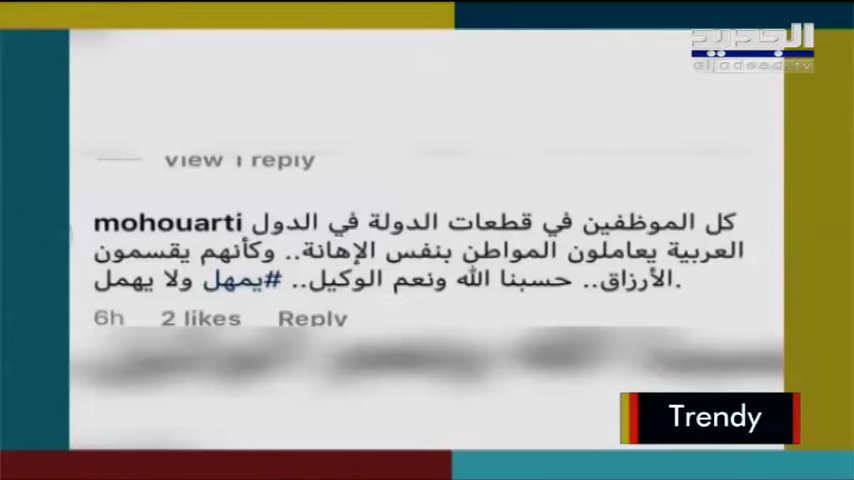 الجديد
aljadeed.tv
View 1 reply
mohouarti كل الموظفين في قطعات الدولة في الدول
العربية يعاملون المواطن بنفس الإهانة.. وكأنهم يقسمون
الأرزاق.. حسبنا الله ونعم الوكيل.. #يمهل ولا يهمل.
6h 2 likes Reply
Trendy